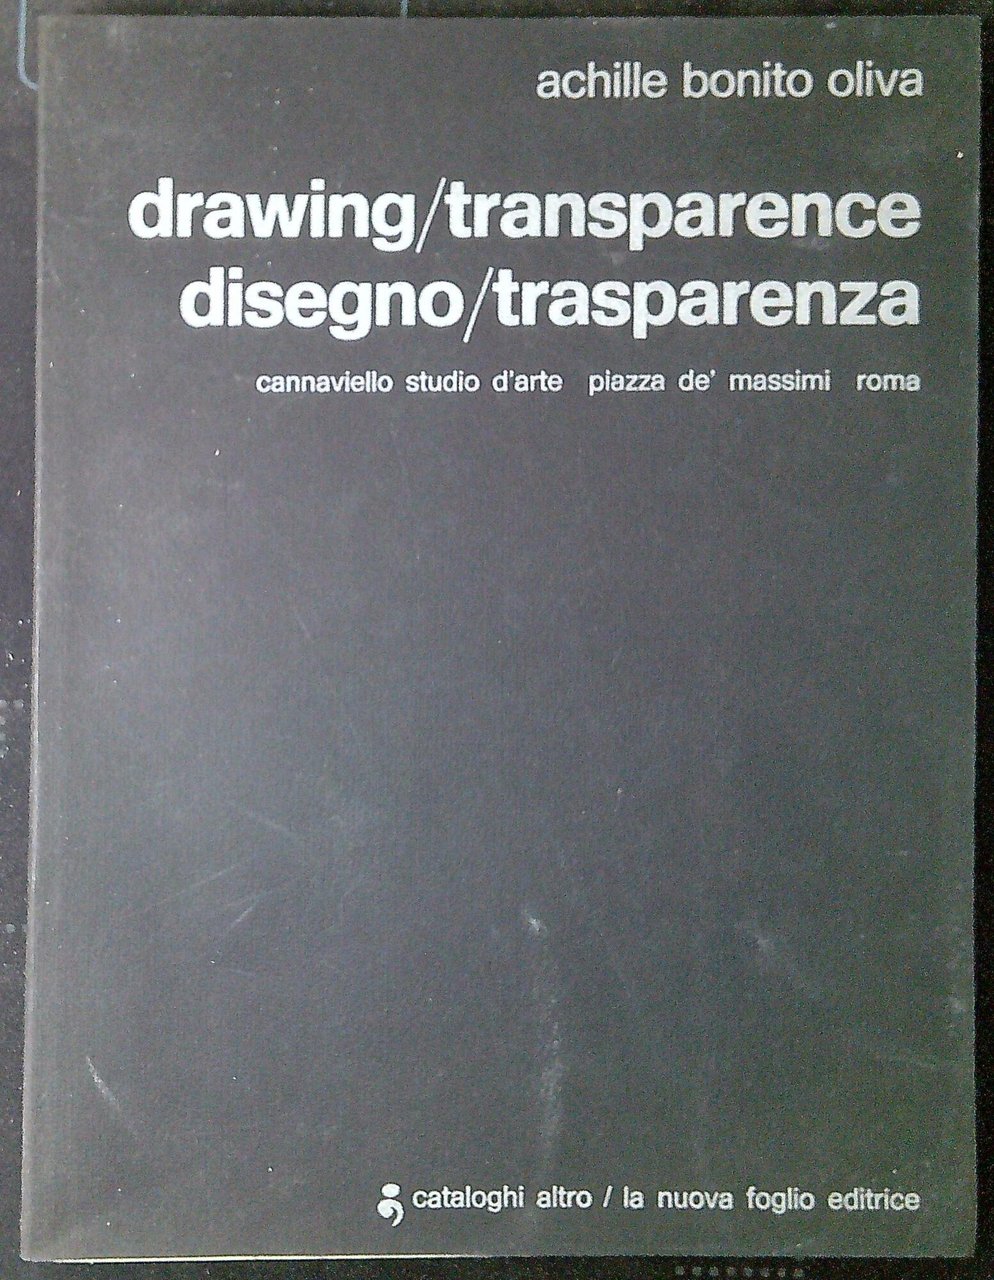 achille bonito oliva
drawing/transparence
disegno/trasparenza
cannaviello studio d'arte piazza de' massimi roma
cataloghi altro / la nuova foglio editrice